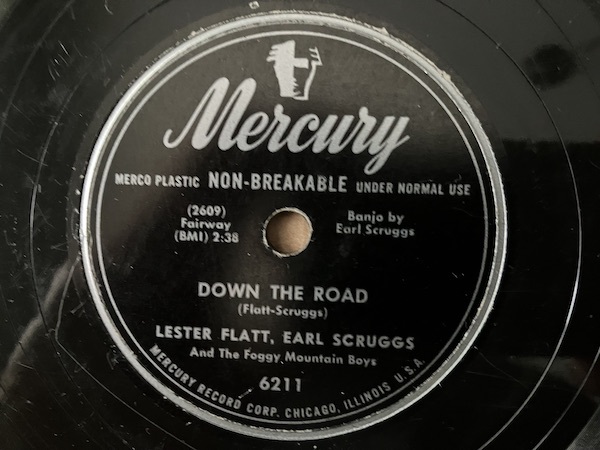 Mercury
MERCO PLASTIC NON-BREAKABLE UNDER NORMAL USE
(2609)
Fairway
(BMI) 2:38
Banjo by
Earl Scruggs
DOWN THE ROAD
(Flatt-Scruggs)
LESTER FLATT, EARL SCRUGGS
And The Foggy Mountain Boys
6211
MERCURY RECORD CORP. CHICAGO, ILLINOIS U.S.A.